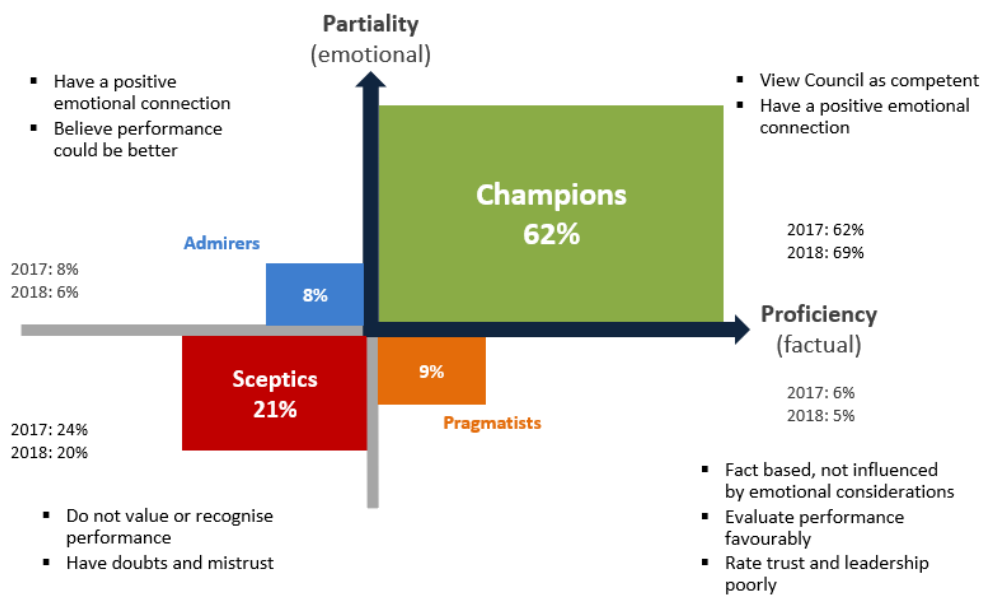 Partiality
(emotional)
▪ Have a positive
emotional connection
▪ Believe performance
could be better
▪ View Council as competent
▪ Have a positive emotional
connection
Champions
62%
2017: 62%
2018: 69%
Admirers
8%
2017: 8%
2018: 6%
Proficiency
(factual)
Sceptics
21%
2017: 24%
2018: 20%
9%
Pragmatists
2017: 6%
2018: 5%
▪ Do not value or recognise
performance
▪ Have doubts and mistrust
▪ Fact based, not influenced
by emotional considerations
▪ Evaluate performance
favourably
▪ Rate trust and leadership
poorly